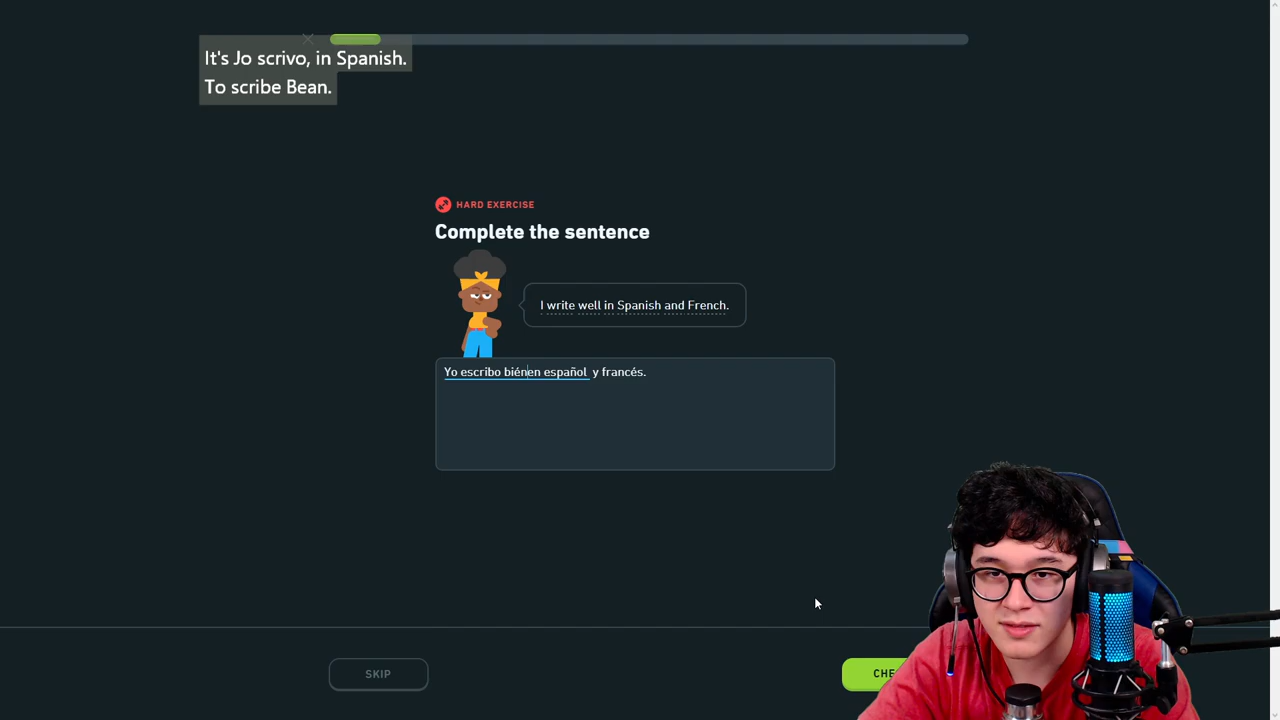 It's Jo scrivo, in Spanish.
To scribe Bean.
HARD EXERCISE
Complete the sentence
I write well in Spanish and French.
Yo escribo biénen español y francés.
SKIP
CHE